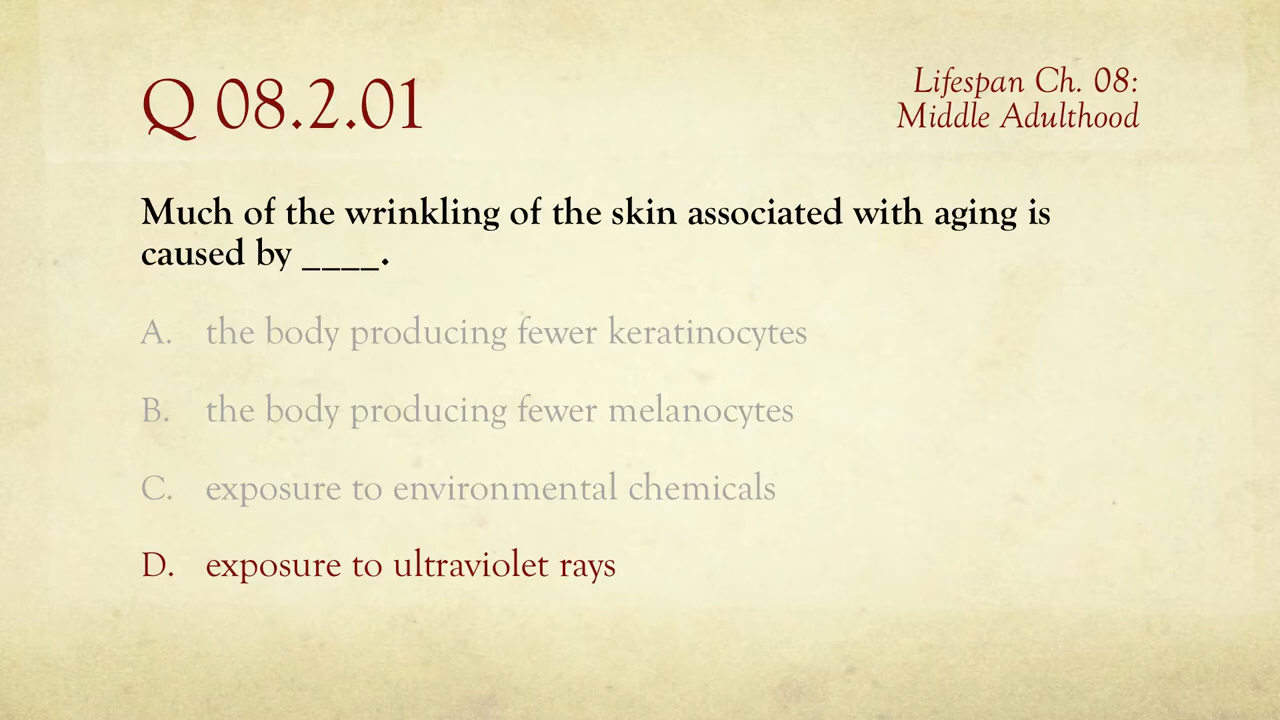 Q 08.2.01
Lifespan Ch. 08:
Middle Adulthood
Much of the wrinkling of the skin associated with aging is
caused by ____.
A. the body producing fewer keratinocytes
B. the body producing fewer melanocytes
C. exposure to environmental chemicals
D. exposure to ultraviolet rays